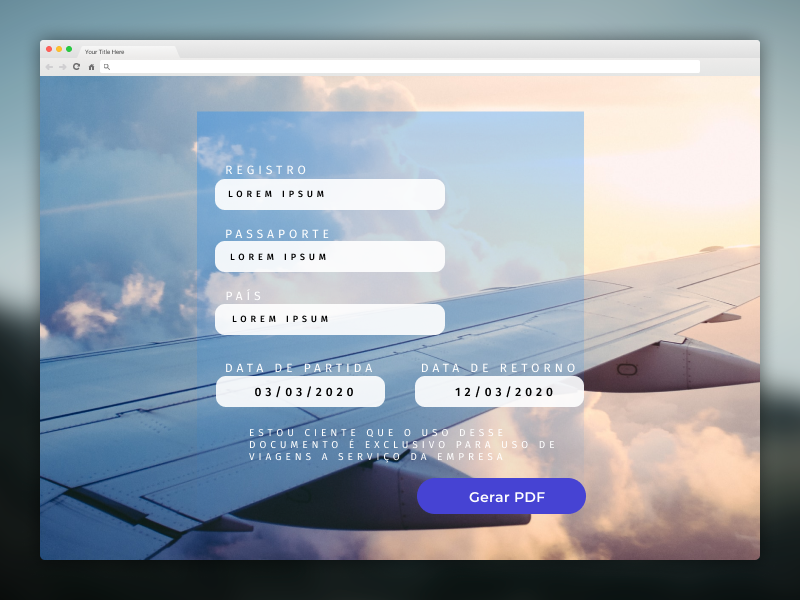 Your Title Here
REGISTRO
LOREM IPSUM
PASSAPORTE
LOREM IPSUM
PAÍS
LOREM IPSUM
DATA DE PARTIDA
DATA DE RETORNO
03/03/2020
12/03/2020
ESTOU CIENTE QUE O USO DESSE
DOCUMENTO É EXCLUSIVO PARA USO DE
VIAGENS A SERVIÇO DA EMPRESA
Gerar PDF